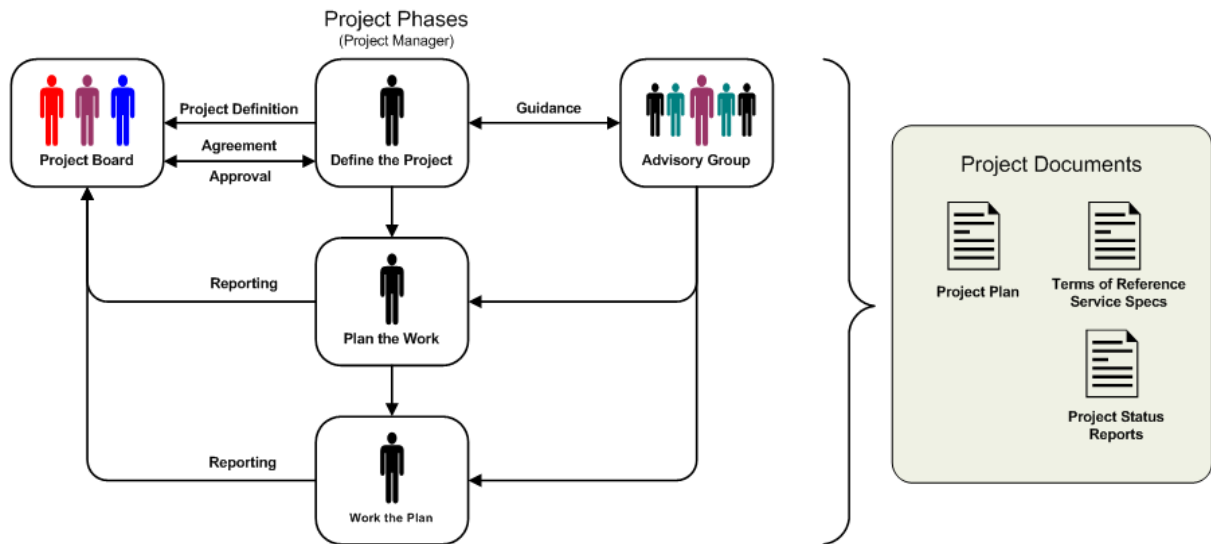 Project Phases
(Project Manager)
Project Board
Project Definition
Agreement
Approval
Define the Project
Guidance
Advisory Group
Reporting
Plan the Work
Reporting
Work the Plan
Project Documents
Project Plan
Terms of Reference
Service Specs
Project Status
Reports